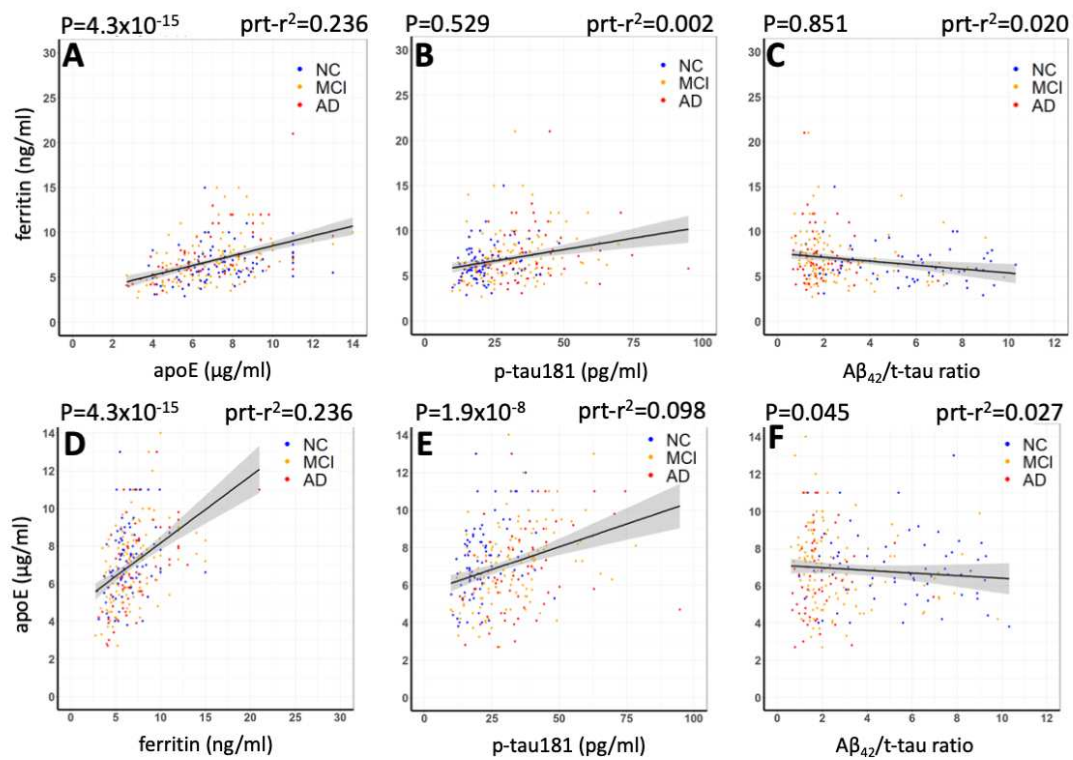 P=4.3x10⁻¹⁵ prt-r²=0.236
A
NC
MCI
AD
30
25
20
15
10
5
0
ferritin (ng/ml)
0 2 4 6 8 10 12 14
apoE (µg/ml)
P=0.529 prt-r²=0.002
B
NC
MCI
AD
30
25
20
15
10
5
0
0 25 50 75 100
p-tau181 (pg/ml)
P=0.851 prt-r²=0.020
C
NC
MCI
AD
30
25
20
15
10
5
0
0 2 4 6 8 10 12
Aβ₄₂/t-tau ratio
P=4.3x10⁻¹⁵ prt-r²=0.236
D
NC
MCI
AD
14
12
10
8
6
4
2
0
apoE (µg/ml)
0 5 10 15 20 25 30
ferritin (ng/ml)
P=1.9x10⁻⁸ prt-r²=0.098
E
NC
MCI
AD
14
12
10
8
6
4
2
0
0 25 50 75 100
p-tau181 (pg/ml)
P=0.045 prt-r²=0.027
F
NC
MCI
AD
14
12
10
8
6
4
2
0
0 2 4 6 8 10 12
Aβ₄₂/t-tau ratio